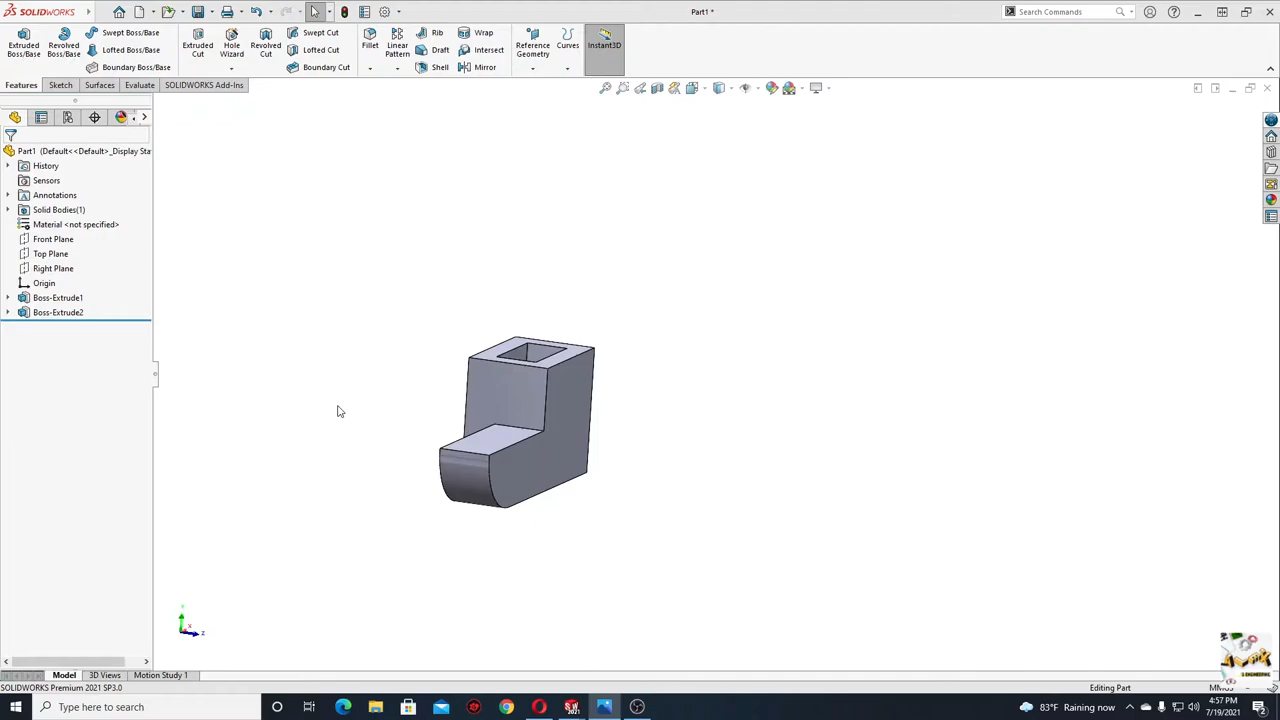 SOLIDWORKS
Part1 *
Search Commands
Extruded Boss/Base
Revolved Boss/Base
Swept Boss/Base
Lofted Boss/Base
Boundary Boss/Base
Extruded Cut
Hole Wizard
Revolved Cut
Swept Cut
Lofted Cut
Boundary Cut
Fillet
Linear Pattern
Rib
Draft
Shell
Wrap
Intersect
Mirror
Reference Geometry
Curves
Instant3D
Features
Sketch
Surfaces
Evaluate
SOLIDWORKS Add-Ins
Part1 (Default<<Default>_Display Sta
History
Sensors
Annotations
Solid Bodies(1)
Material <not specified>
Front Plane
Top Plane
Right Plane
Origin
Boss-Extrude1
Boss-Extrude2
x
z
Model
3D Views
Motion Study 1
SOLIDWORKS Premium 2021 SP3.0
Editing Part
Type here to search
83°F Raining now
4:57 PM
7/19/2021